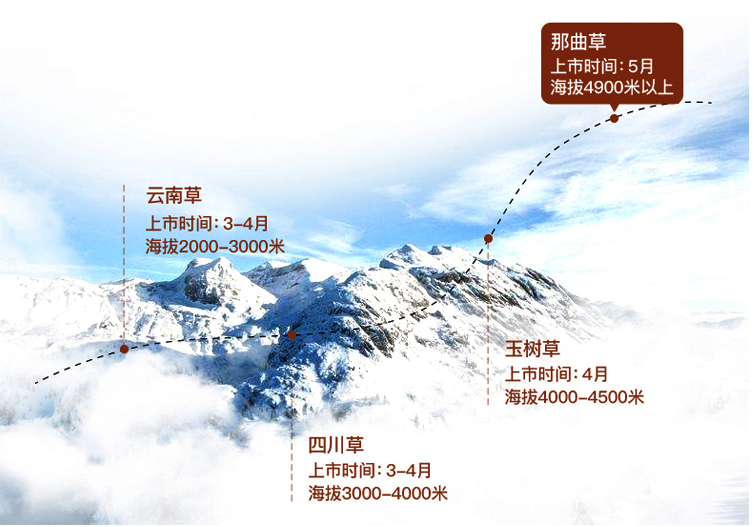 那曲草
上市时间：5月
海拔4900米以上
云南草
上市时间：3-4月
海拔2000-3000米
玉树草
上市时间：4月
海拔4000-4500米
四川草
上市时间：3-4月
海拔3000-4000米